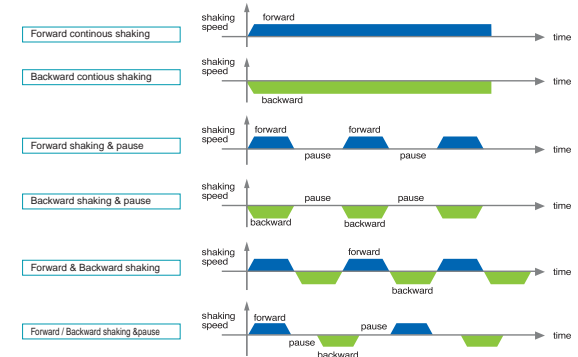 shaking
speed
forward
Forward continous shaking
time
shaking
speed
Backward contious shaking
time
backward
shaking
speed
forward
forward
Forward shaking & pause
time
pause
pause
shaking
speed
pause
pause
Backward shaking & pause
time
backward
backward
shaking
speed
forward
Forward & Backward shaking
time
backward
shaking
speed
forward
pause
Forward / Backward shaking &pause
time
pause
backward